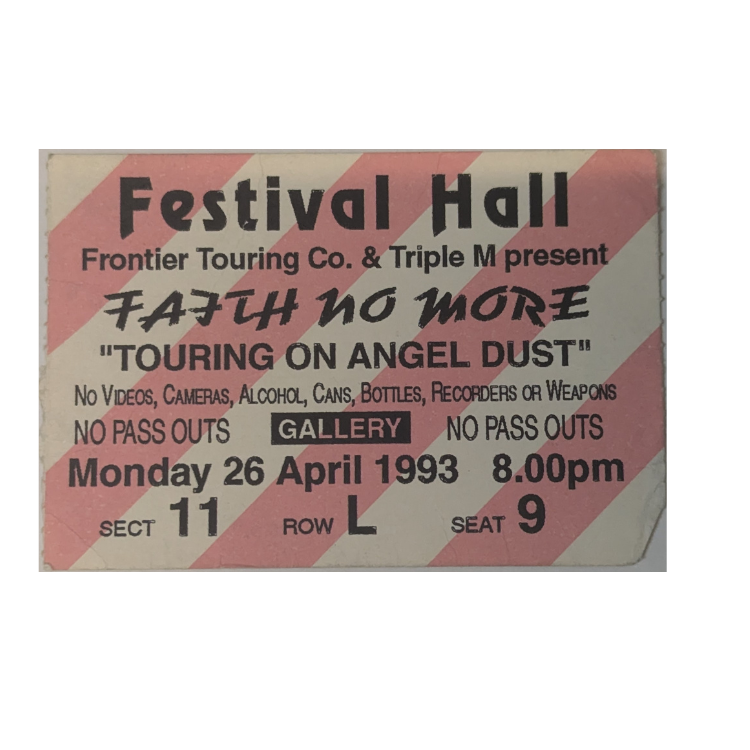 Festival Hall
Frontier Touring Co. & Triple M present
FAITH NO MORE
"TOURING ON ANGEL DUST"
No Videos, Cameras, Alcohol, Cans, Bottles, Recorders or Weapons
NO PASS OUTS GALLERY NO PASS OUTS
Monday 26 April 1993 8.00pm
SECT 11 ROW L SEAT 9